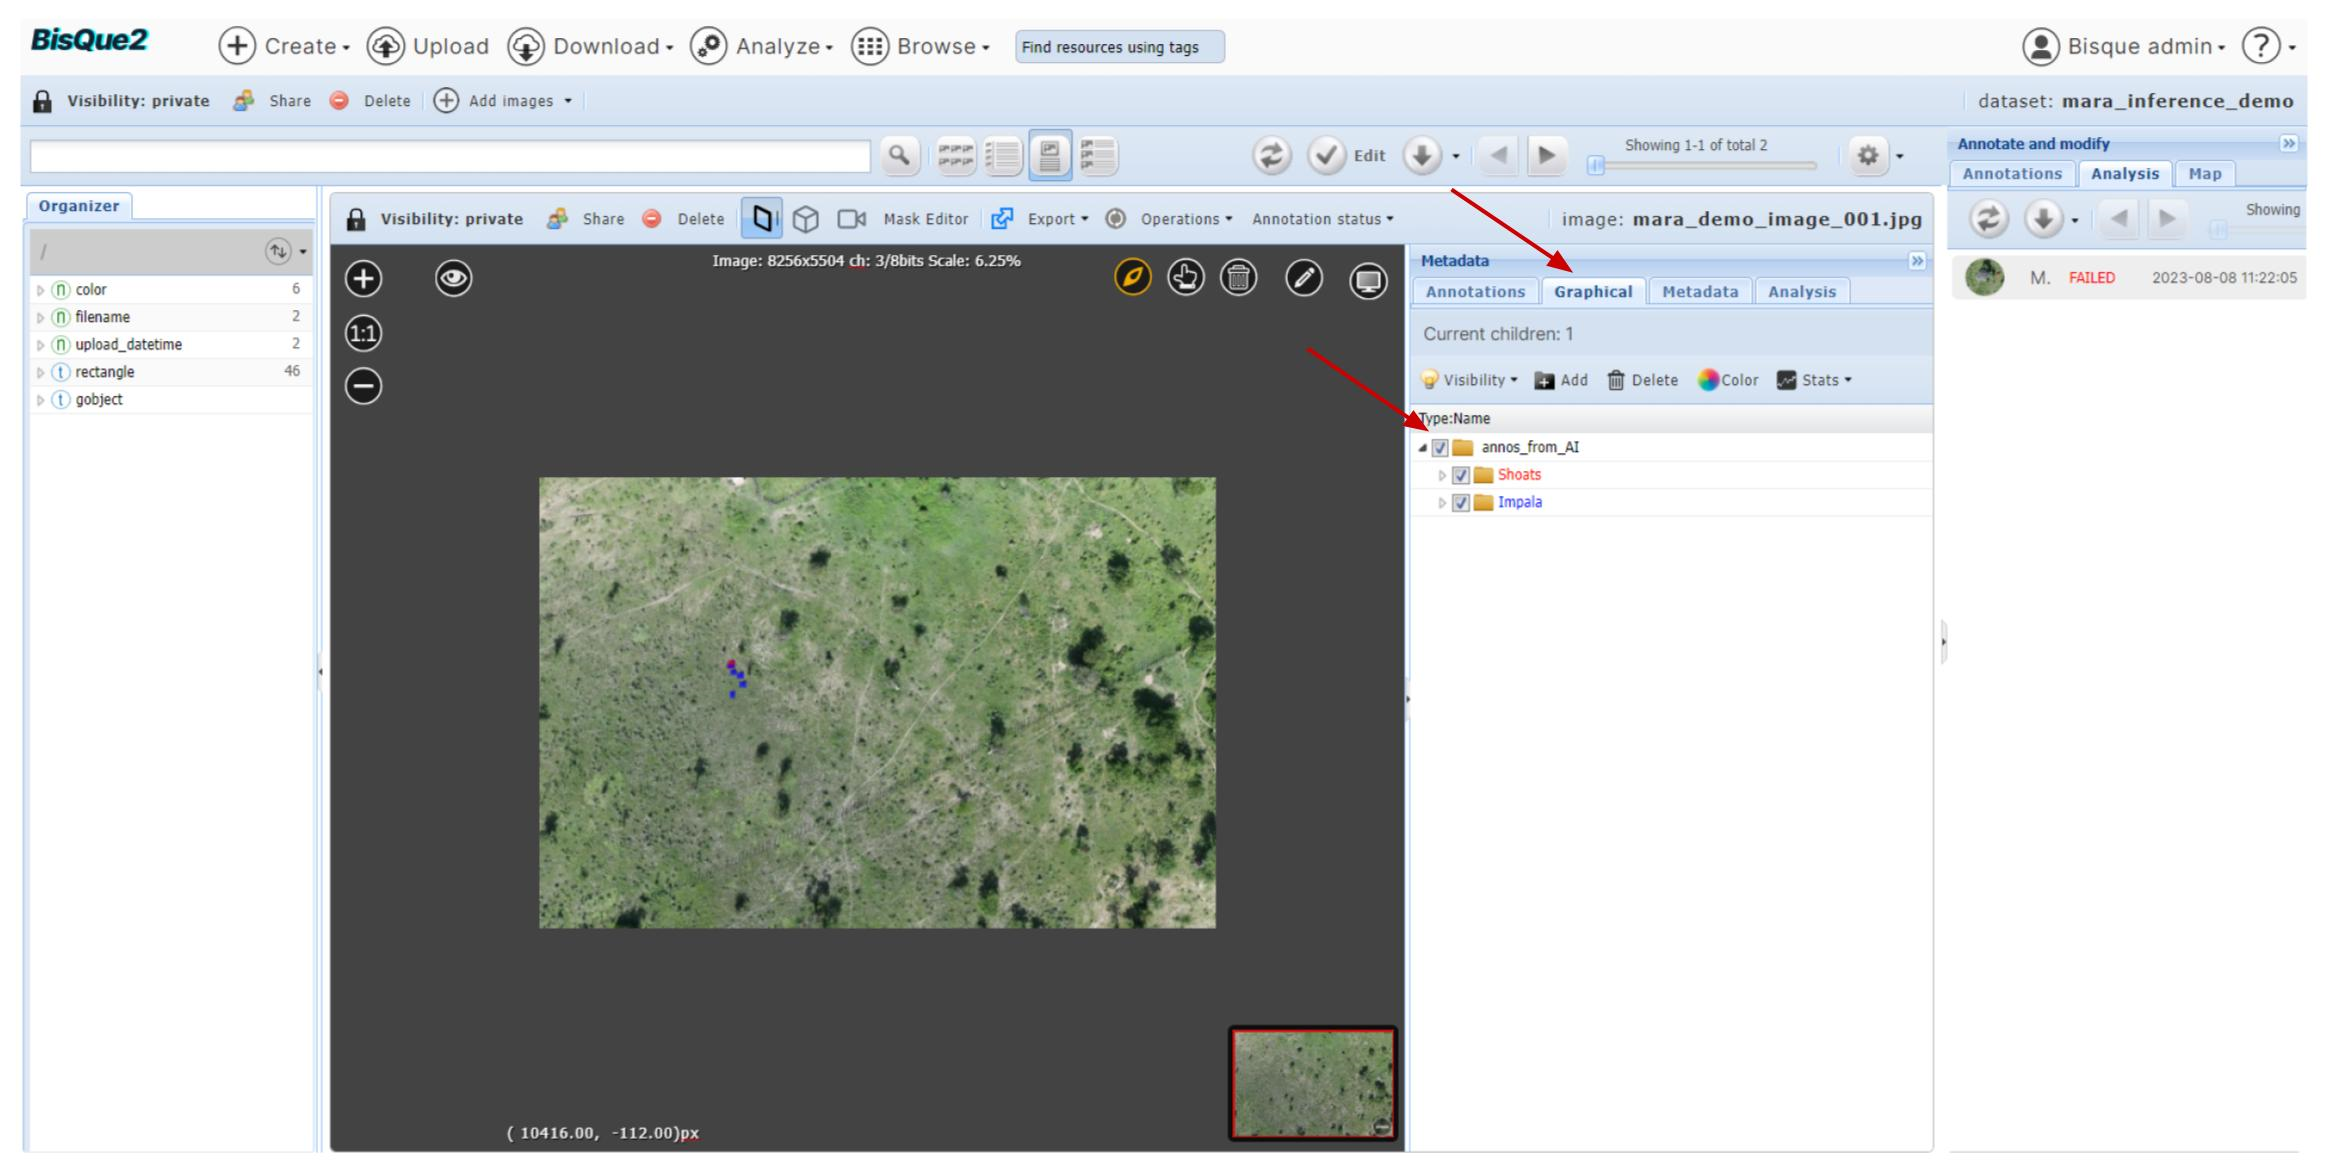 BisQue2
Create
Upload
Download
Analyze
Browse
Find resources using tags
Bisque admin
?
Visibility: private
Share
Delete
Add images
dataset: mara_inference_demo
Edit
Showing 1-1 of total 2
Annotate and modify
Annotations
Analysis
Map
Showing
M.
FAILED
2023-08-08 11:22:05
Organizer
/
n color 6
n filename 2
n upload_datetime 2
t rectangle 46
t gobject
Visibility: private
Share
Delete
Mask Editor
Export
Operations
Annotation status
image: mara_demo_image_001.jpg
Image: 8256x5504 ch: 3/8bits Scale: 6.25%
1:1
( 10416.00, -112.00)px
Metadata
Annotations
Graphical
Metadata
Analysis
Current children: 1
Visibility
Add
Delete
Color
Stats
Type:Name
annos_from_AI
Shoats
Impala